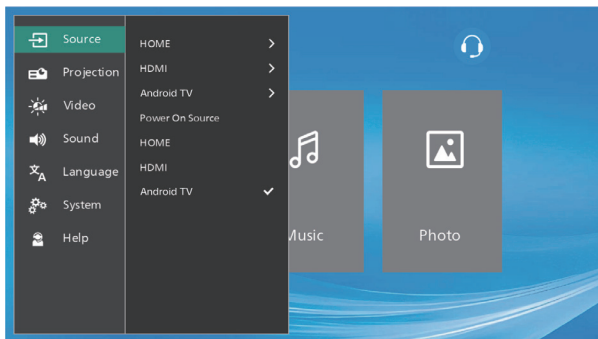 Source
Projection
Video
Sound
Language
System
Help
HOME
HDMI
Android TV
Power On Source
HOME
HDMI
Android TV
Music
Photo